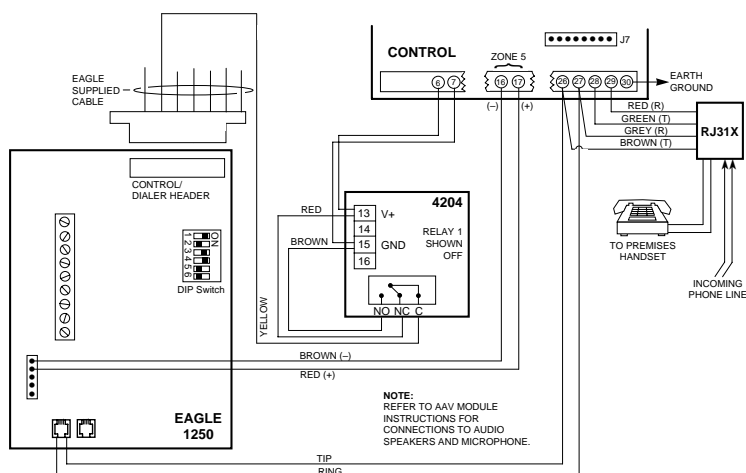 J7
CONTROL
ZONE 5
6 7
16 17
26 27 28 29 30
EARTH
GROUND
(–) (+)
EAGLE
SUPPLIED
CABLE
RED (R)
GREEN (T)
GREY (R)
BROWN (T)
RJ31X
CONTROL/
DIALER HEADER
4204
RED
13 V+
14
BROWN
15 GND
16
RELAY 1
SHOWN
OFF
ON
1 2 3 4 5 6
DIP Switch
TO PREMISES
HANDSET
INCOMING
PHONE LINE
YELLOW
NO NC C
BROWN (–)
RED (+)
NOTE:
REFER TO AAV MODULE
INSTRUCTIONS FOR
CONNECTIONS TO AUDIO
SPEAKERS AND MICROPHONE.
EAGLE
1250
TIP
RING